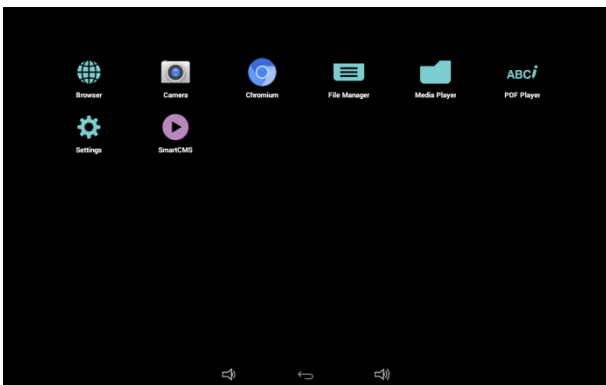 Browser
Camera
Chromium
File Manager
Media Player
ABCi
PDF Player
Settings
SmartCMS